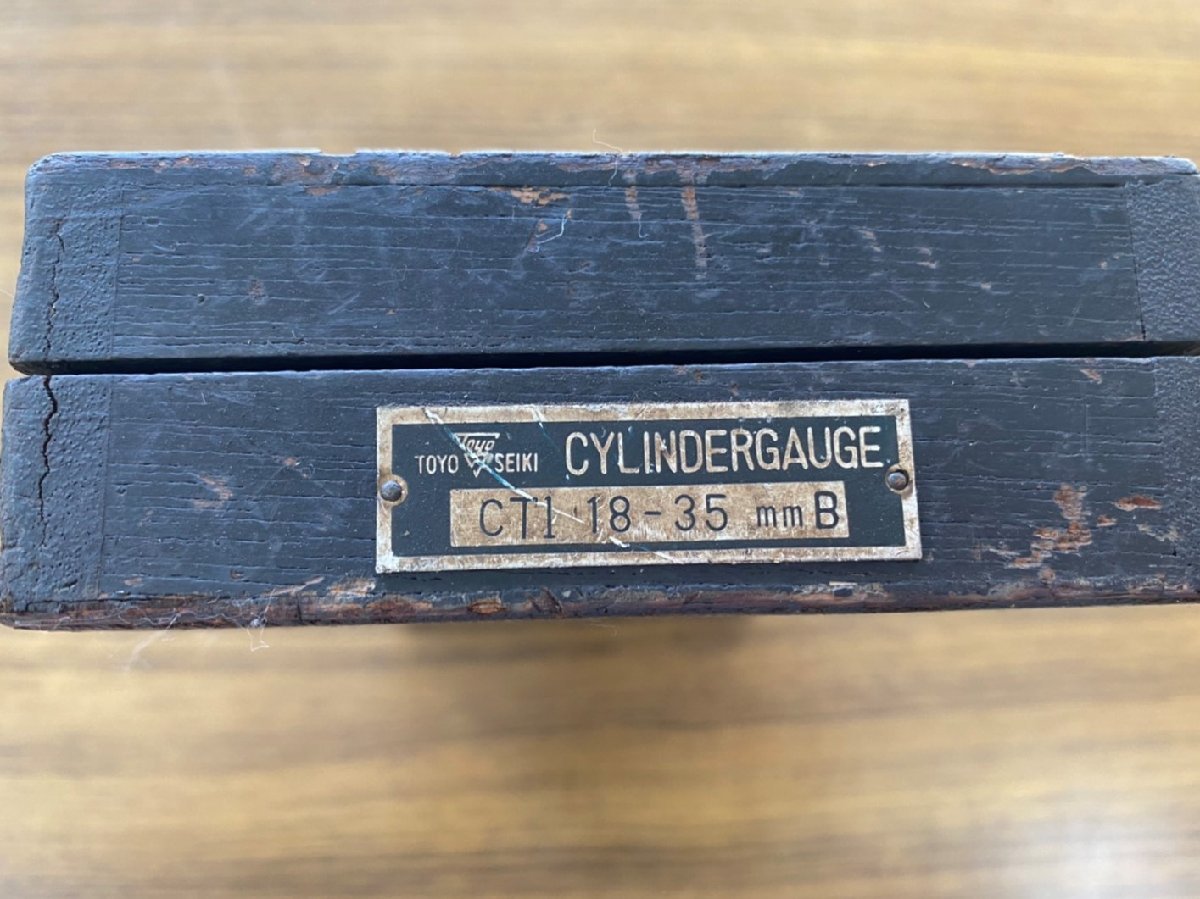 TOYO TOYO SEIKI CYLINDERGAUGE
CT1 18-35 mm B